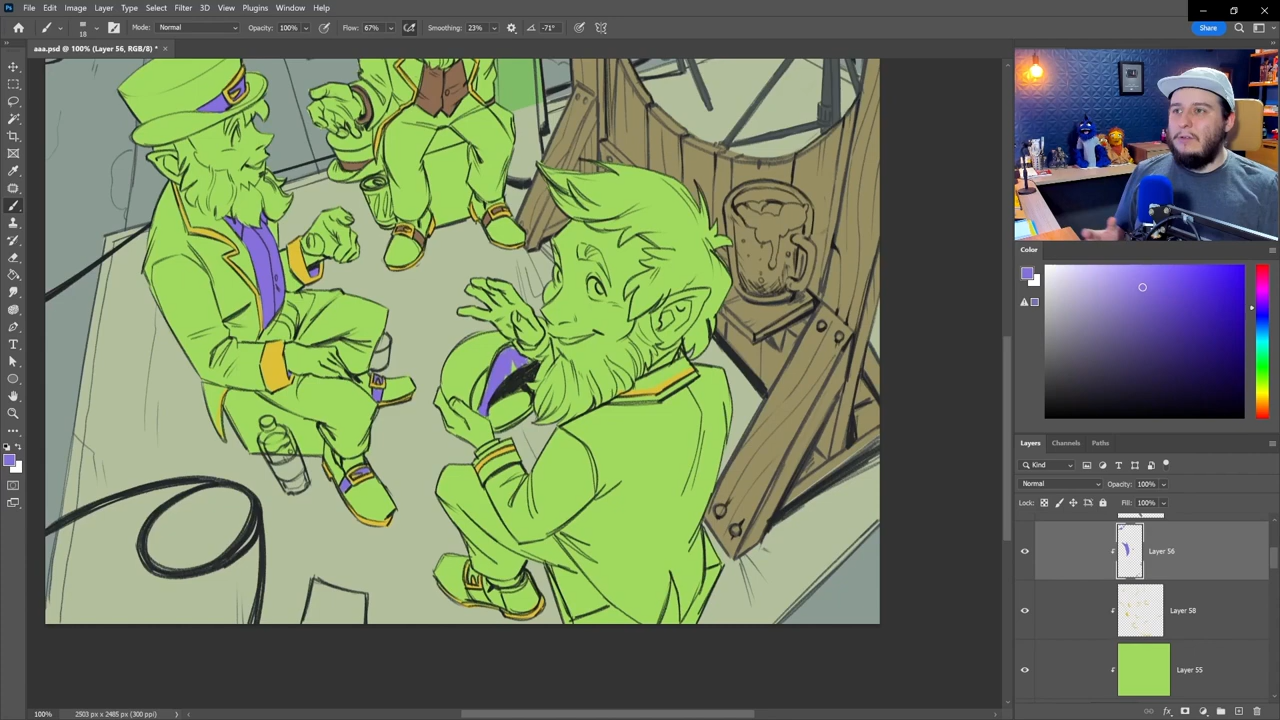 File Edit Image Layer Type Select Filter 3D View Plugins Window Help
18 Mode: Normal Opacity: 100% Flow: 67% Smoothing: 23% -71° Share
aaa.psd @ 100% (Layer 56, RGB/8) * ×
Color
Layers Channels Paths
Kind
Normal Opacity: 100%
Lock: Fill: 100%
Layer 56
Layer 58
Layer 55
100% 2503 px x 2485 px (300 ppi)